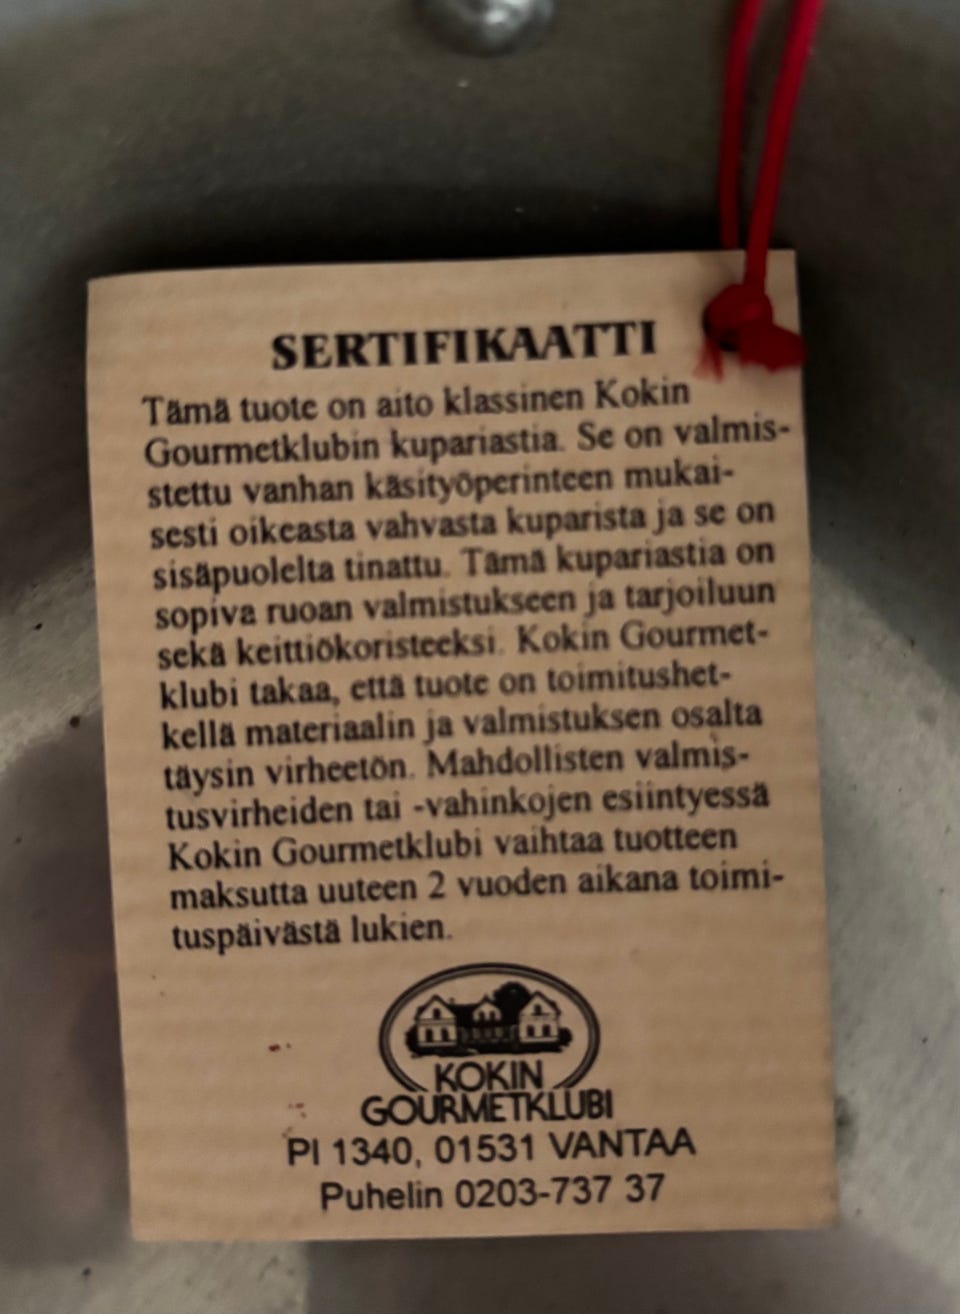 SERTIFIKAATTI
Tämä tuote on aito klassinen Kokin
Gourmetklubin kupariastia. Se on valmis-
stettu vanhan käsityöperinteen mukai-
sesti oikeasta vahvasta kuparista ja se on
sisäpuolelta tinattu. Tämä kupariastia on
sopiva ruoan valmistukseen ja tarjoiluun
sekä keittiökoristeeksi. Kokin Gourmet-
klubi takaa, että tuote on toimitushet-
kellä materiaalin ja valmistuksen osalta
täysin virheetön. Mahdollisten valmis-
tusvirheiden tai -vahinkojen esiintyessä
Kokin Gourmetklubi vaihtaa tuotteen
maksutta uuteen 2 vuoden aikana toimi-
tuspäivästä lukien.
KOKIN
GOURMETKLUBI
Pl 1340, 01531 VANTAA
Puhelin 0203-737 37